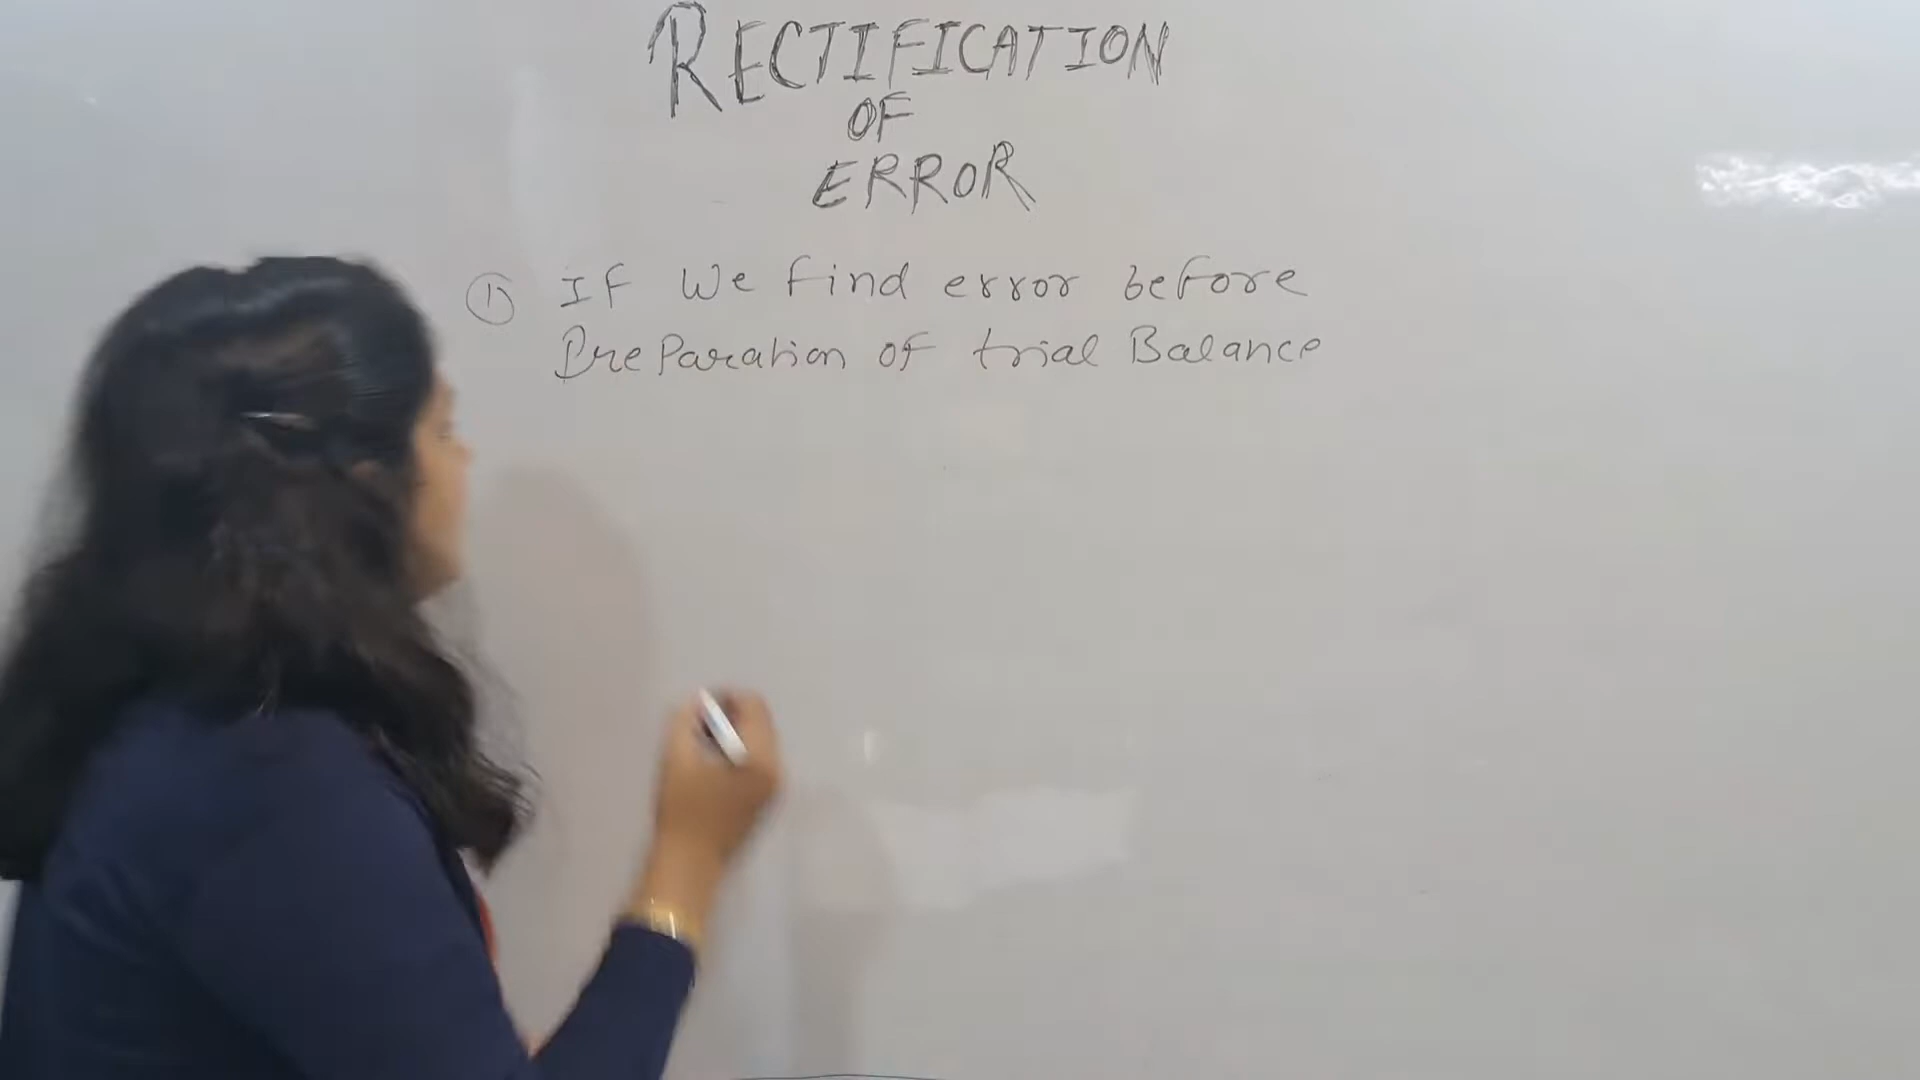 RECTIFICATION
OF
ERROR
① If We find error before
Preparation of trial Balance